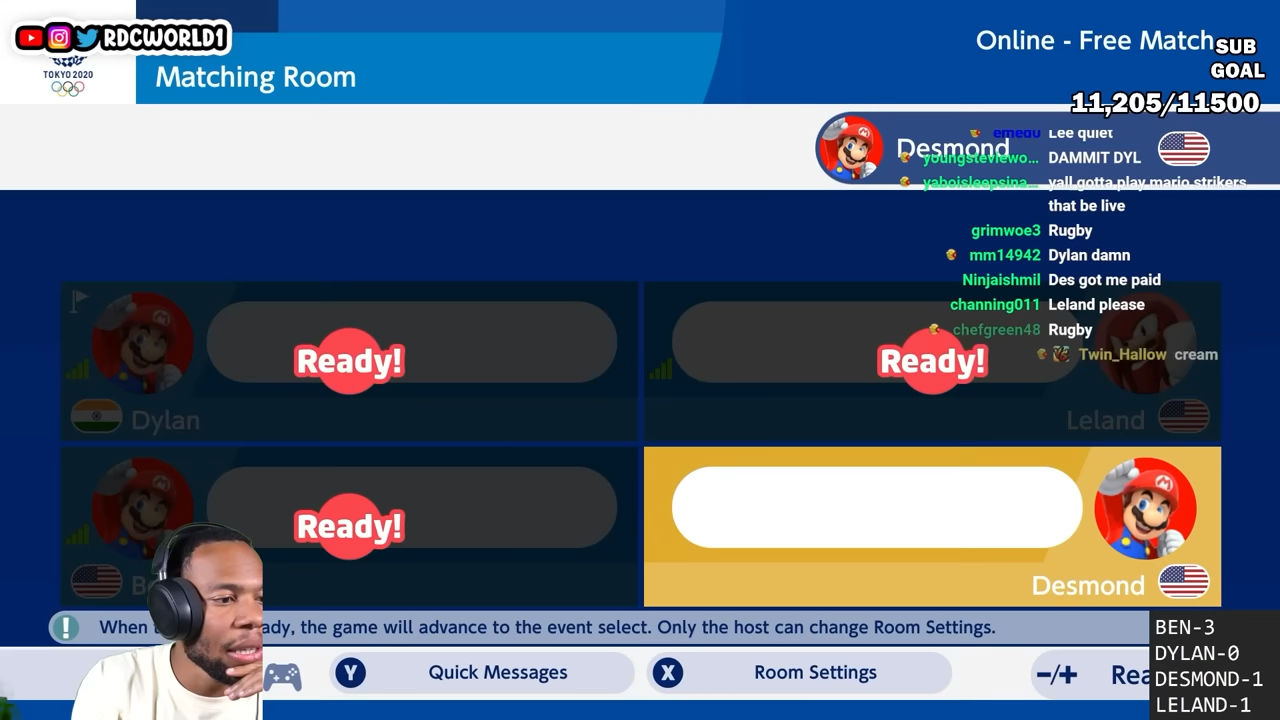 RDCWORLD1
TOKYO 2020
Matching Room
Online - Free Match
SUB
GOAL
11,205/11500
Desmond
emeau Lee quiet
youngsteviewo... DAMMIT DYL
yaboisleepsina... yall gotta play mario strikers
that be live
grimwoe3 Rugby
mm14942 Dylan damn
Ninjaishmil Des got me paid
channing011 Leland please
chefgreen48 Rugby
Twin_Hallow cream
Ready!
Dylan
Ready!
Leland
Ready!
Desmond
! When the game will advance to the event select. Only the host can change Room Settings.
Y Quick Messages
X Room Settings
-/+ Rea
BEN-3
DYLAN-0
DESMOND-1
LELAND-1